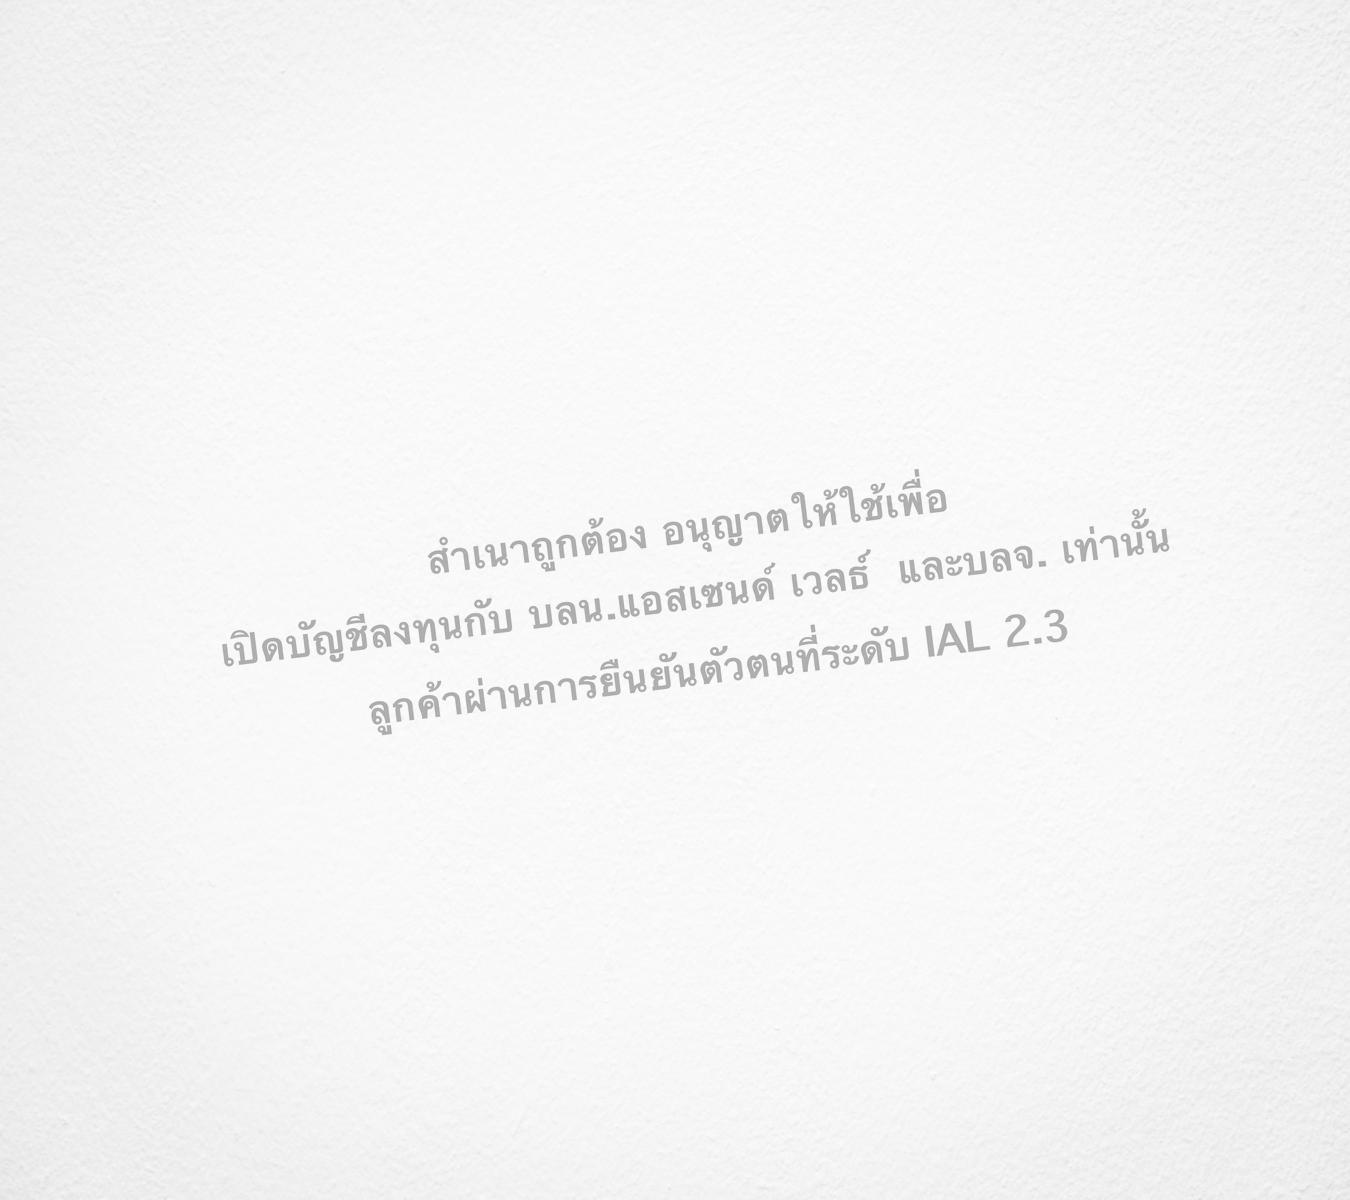 สำเนาถูกต้อง อนุญาตให้ใช้เพื่อ
เปิดบัญชีลงทุนกับ บลน.แอสเซนด์ เวลธ์ และบลจ. เท่านั้น
ลูกค้าผ่านการยืนยันตัวตนที่ระดับ IAL 2.3